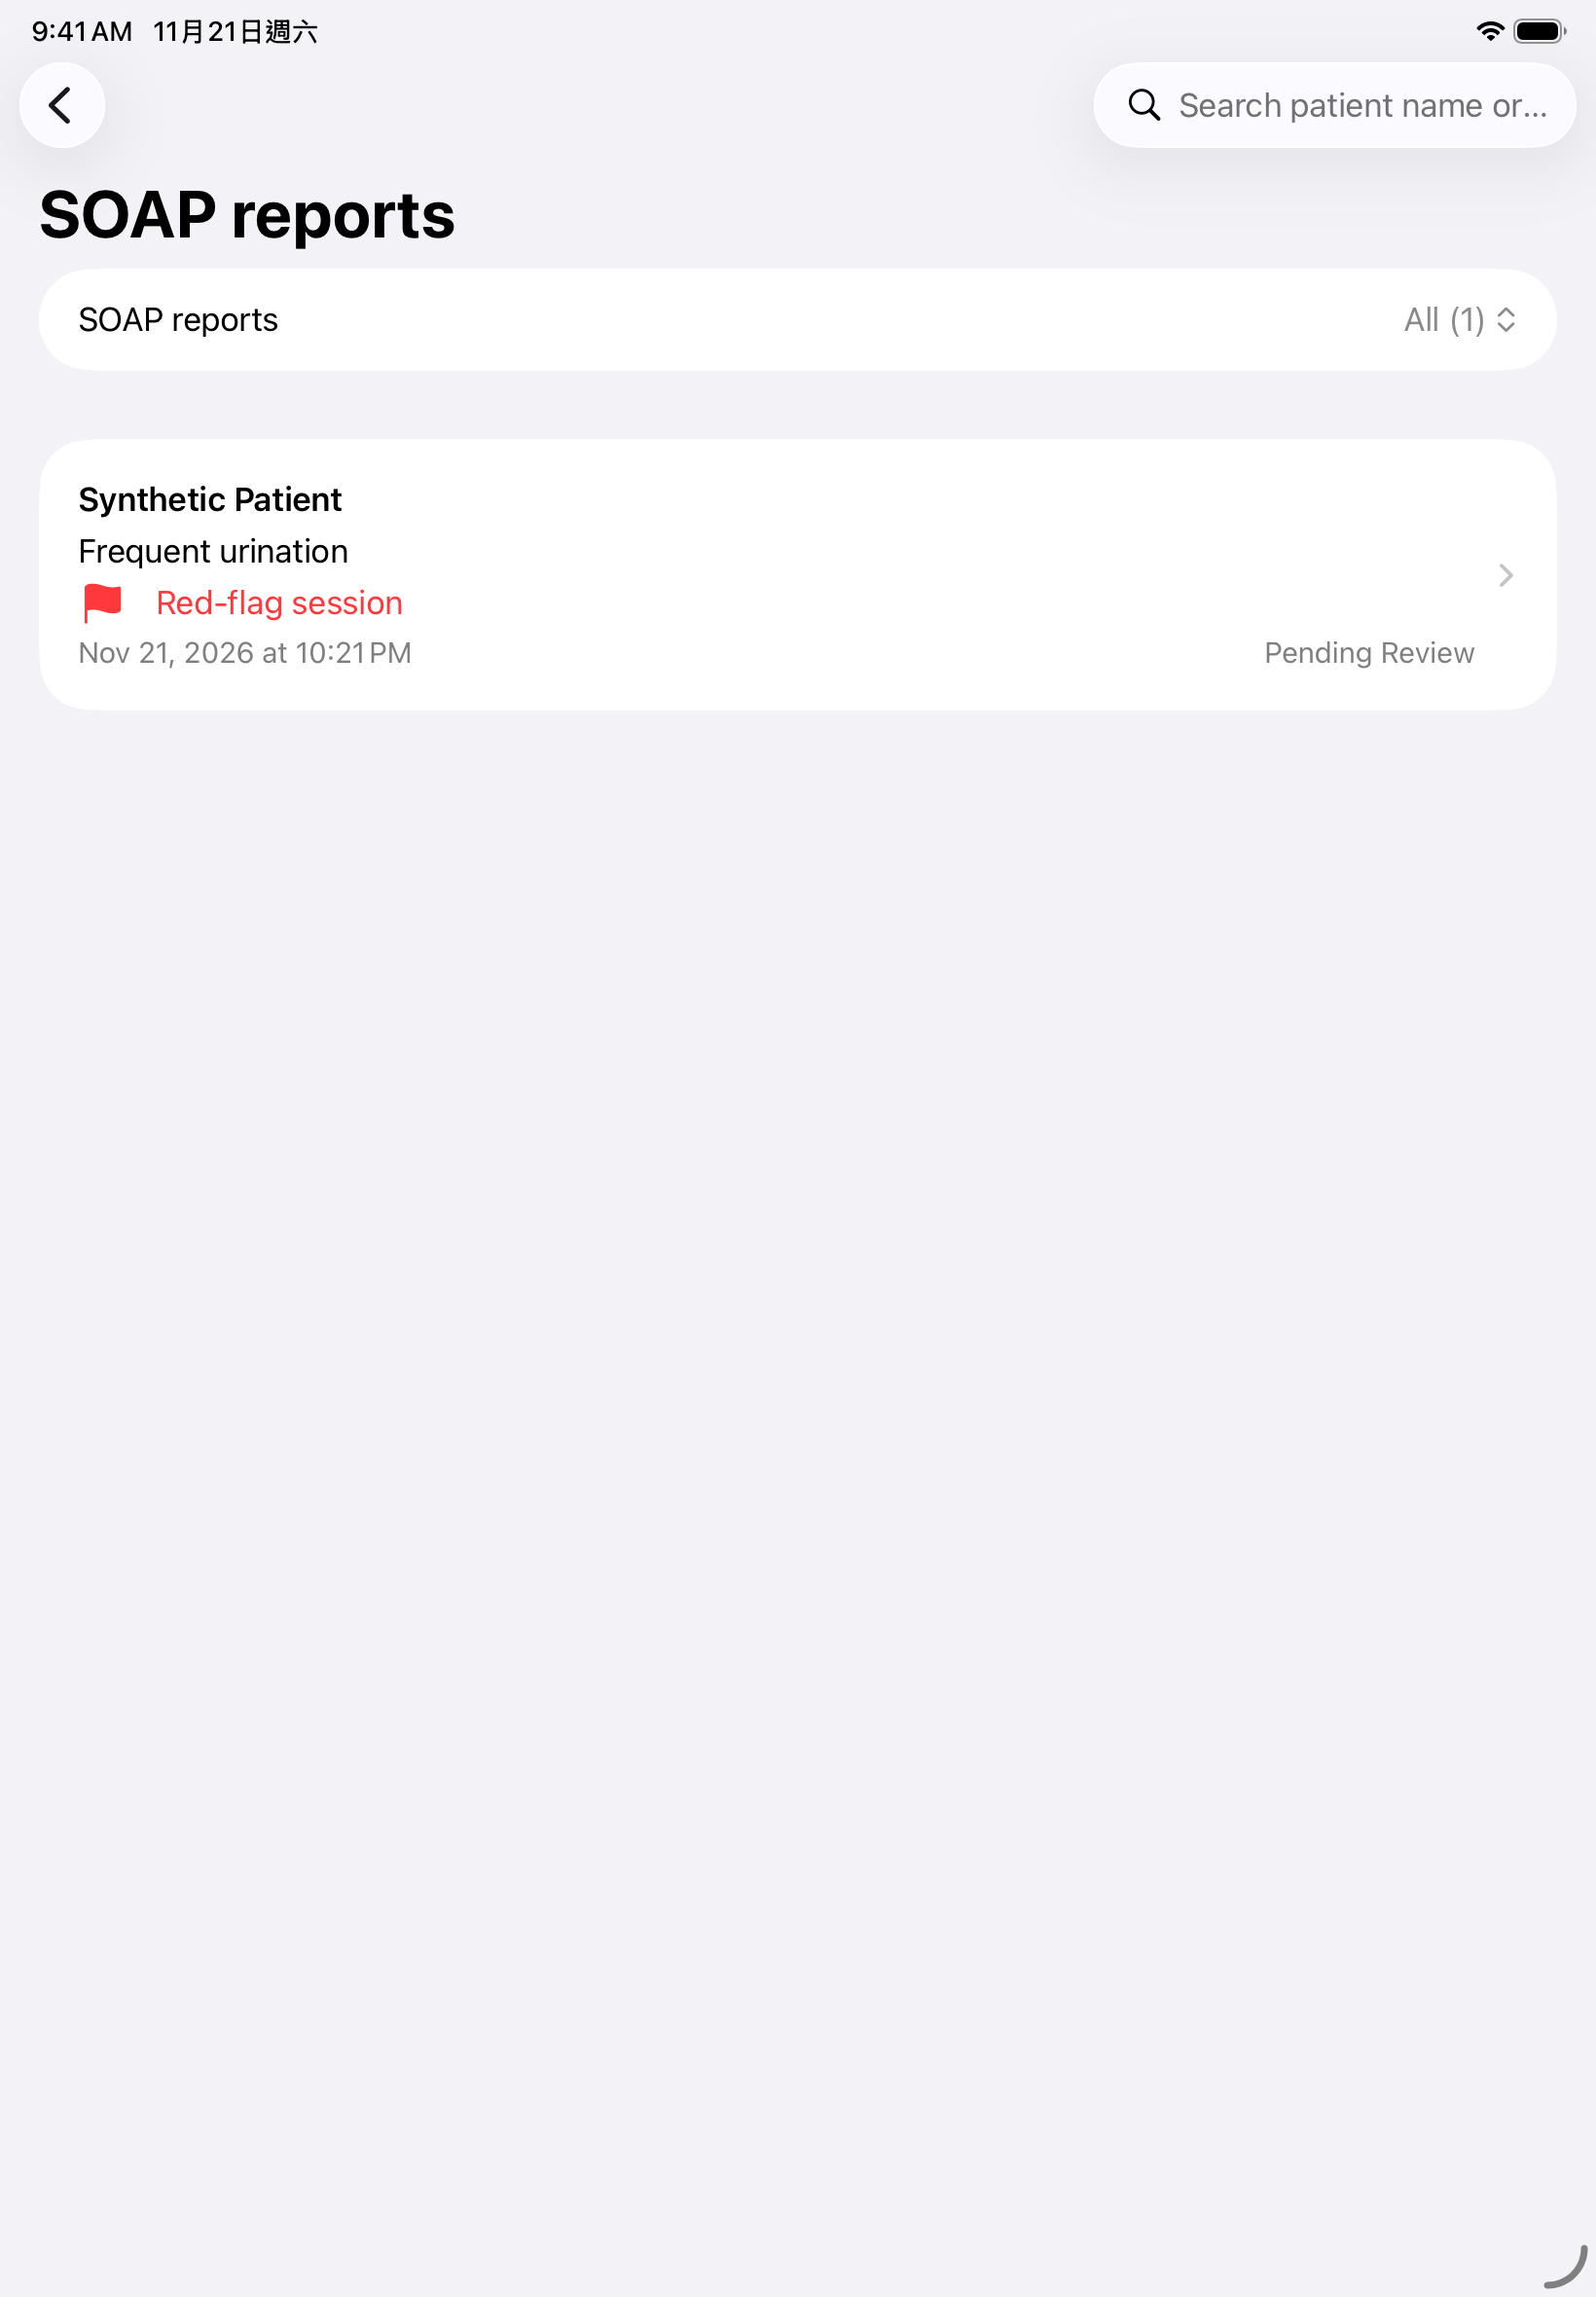 9:41 AM 11月21日週六
Search patient name or...
SOAP reports
SOAP reports All (1)
Synthetic Patient
Frequent urination
Red-flag session
Nov 21, 2026 at 10:21 PM Pending Review